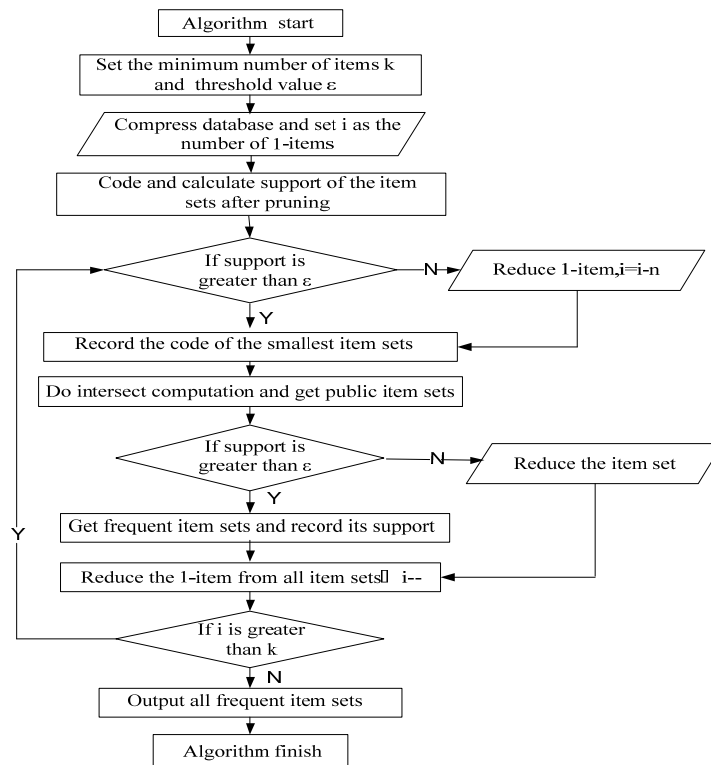 Algorithm start
Set the minimum number of items k
and threshold value ε
Compress database and set i as the
number of 1-items
Code and calculate support of the item
sets after pruning
If support is
greater than ε
N
Reduce 1-item,i=i-n
Y
Record the code of the smallest item sets
Do intersect computation and get public item sets
If support is
greater than ε
N
Reduce the item set
Y
Get frequent item sets and record its support
Y
Reduce the 1-item from all item sets▯ i--
If i is greater
than k
N
Output all frequent item sets
Algorithm finish